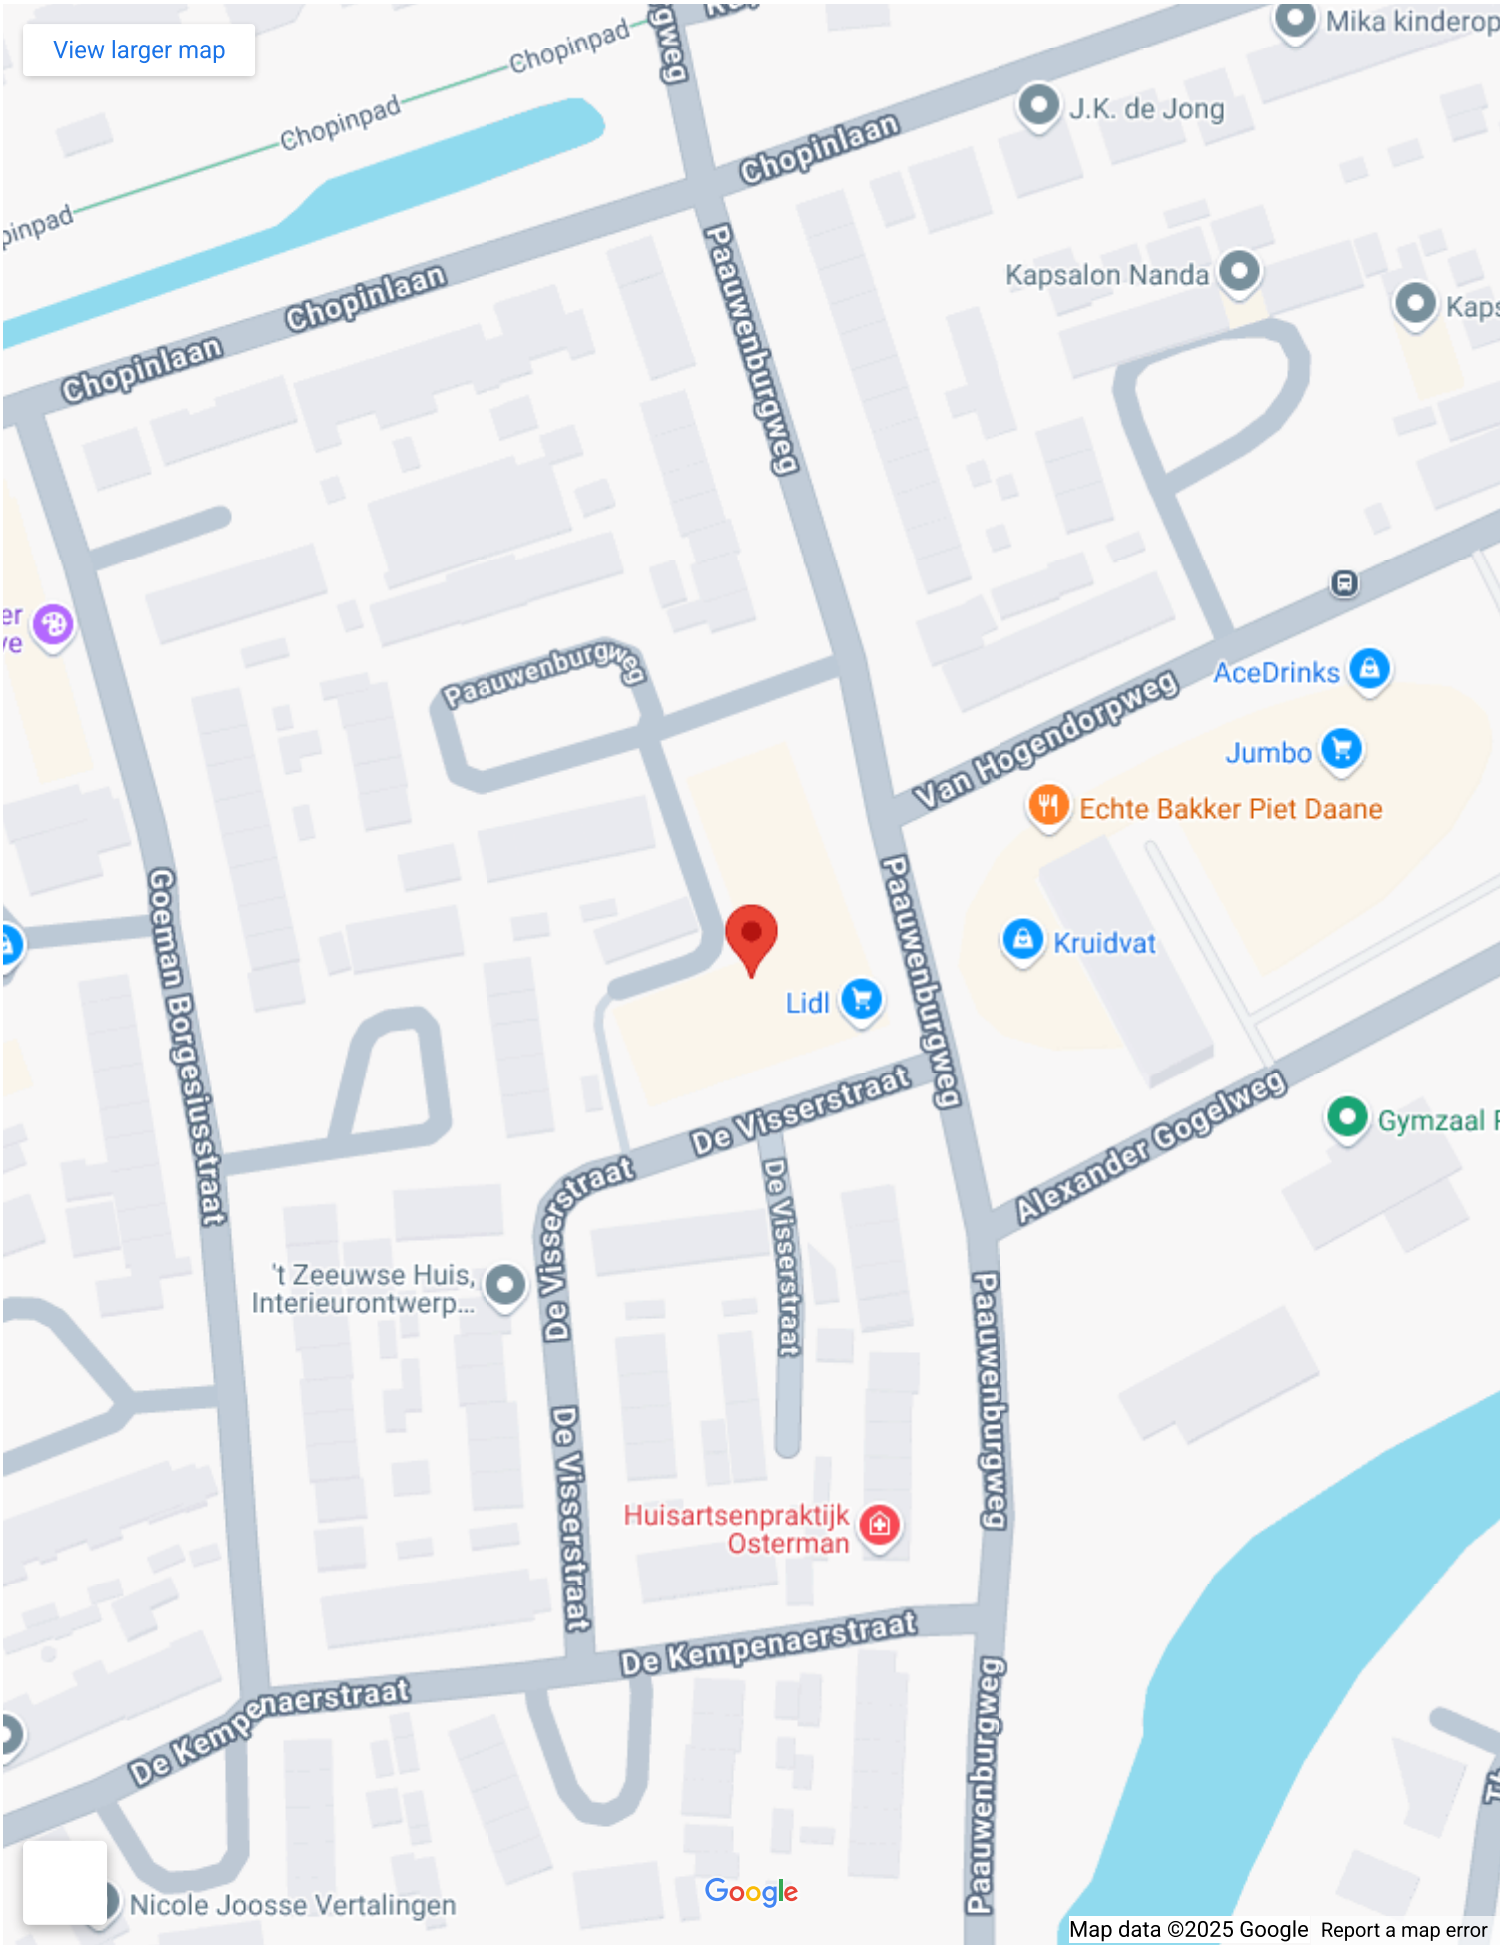 View larger map
Chopinpad
Chopinpad
pinpad
gweg
Mika kinderop
J.K. de Jong
Chopinlaan
Chopinlaan
Chopinlaan
Paauwenburgweg
Kapsalon Nanda
Kaps
er
ve
Paauwenburgweg
AceDrinks
Van Hogendorpweg
Jumbo
Echte Bakker Piet Daane
Goeman Borgesiusstraat
Paauwenburgweg
Kruidvat
Lidl
De Visserstraat
Alexander Gogelweg
Gymzaal P
De Visserstraat
De Visserstraat
't Zeeuwse Huis,
Interieurontwerp...
Paauwenburgweg
De Visserstraat
Huisartsenpraktijk
Osterman
De Kempenaerstraat
De Kempenaerstraat
Paauwenburgweg
Nicole Joosse Vertalingen
Google
Map data ©2025 Google
Report a map error